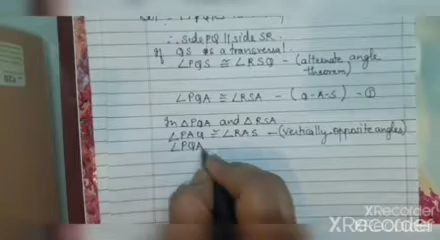 ∴ side PQ || side SR.
If QS is a transversal
∠PQS ≅ ∠RSQ - (alternate angle
theorem)
∠PQA ≅ ∠RSA - (Q-A-S) - ①
In △PQA and △RSA
∠PAQ ≅ ∠RAS - (vertically opposite angles)
∠PQA
XRecorder
XRecorder